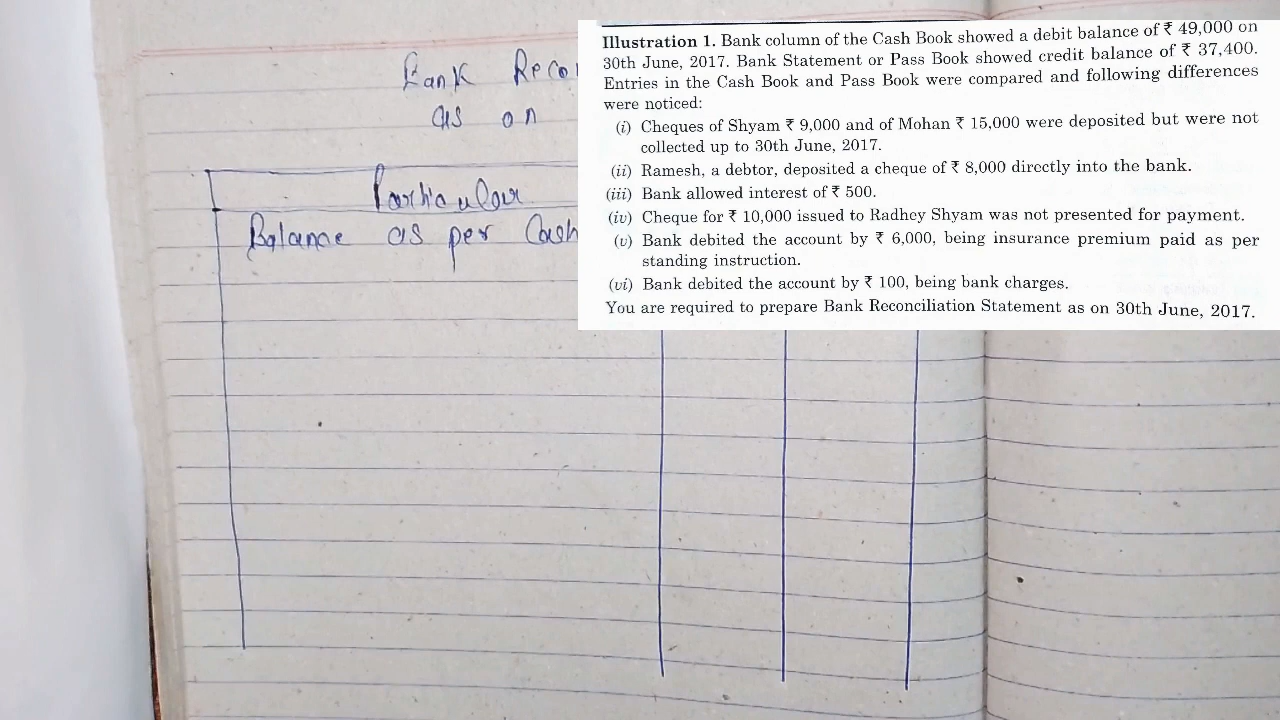 Bank Reco
as on
Particular
Balance as per Cash
Illustration 1. Bank column of the Cash Book showed a debit balance of ₹ 49,000 on
30th June, 2017. Bank Statement or Pass Book showed credit balance of ₹ 37,400.
Entries in the Cash Book and Pass Book were compared and following differences
were noticed:
(i) Cheques of Shyam ₹ 9,000 and of Mohan ₹ 15,000 were deposited but were not
collected up to 30th June, 2017.
(ii) Ramesh, a debtor, deposited a cheque of ₹ 8,000 directly into the bank.
(iii) Bank allowed interest of ₹ 500.
(iv) Cheque for ₹ 10,000 issued to Radhey Shyam was not presented for payment.
(v) Bank debited the account by ₹ 6,000, being insurance premium paid as per
standing instruction.
(vi) Bank debited the account by ₹ 100, being bank charges.
You are required to prepare Bank Reconciliation Statement as on 30th June, 2017.